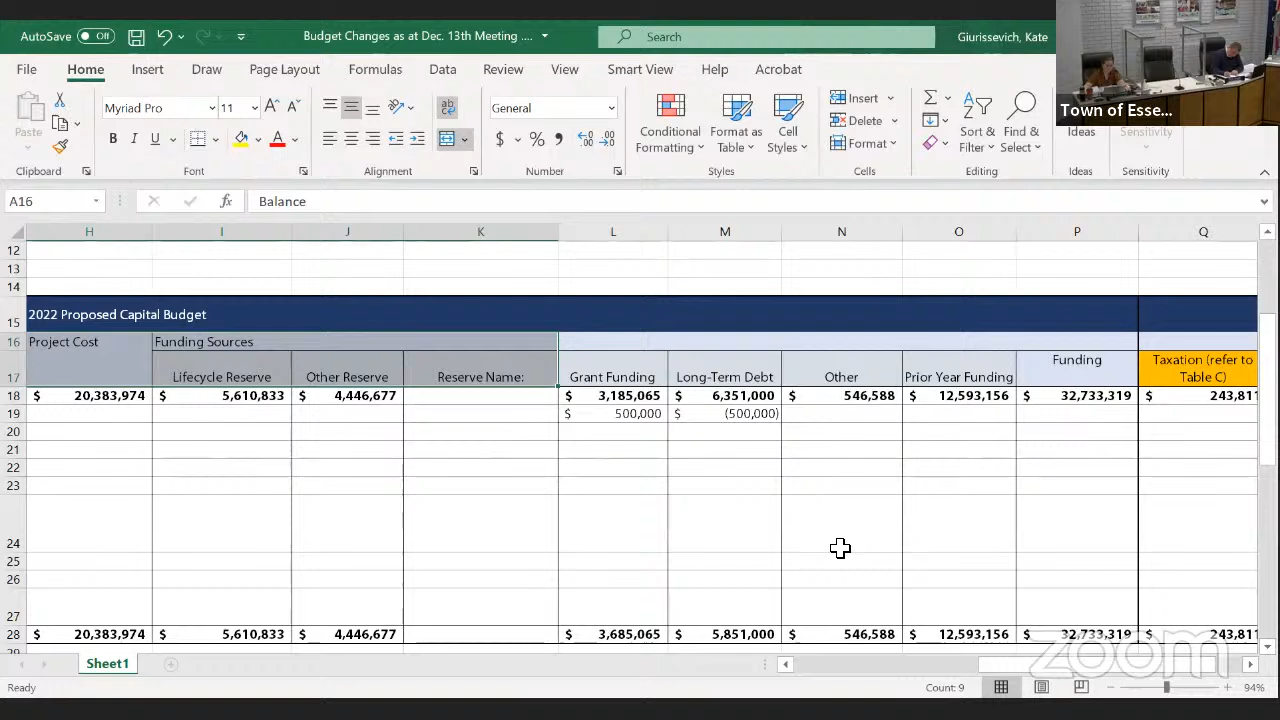 AutoSave Off
Budget Changes as at Dec. 13th Meeting ....
Search
Giurissevich, Kate
Town of Esse...
File Home Insert Draw Page Layout Formulas Data Review View Smart View Help Acrobat
Paste
Clipboard
Myriad Pro 11
B I U
Font
Alignment
General
$ % ,
Number
Conditional Formatting
Format as Table
Cell Styles
Styles
Insert
Delete
Format
Cells
Sort & Filter
Find & Select
Editing
Ideas
Ideas
Sensitivity
Sensitivity
A16 fx Balance
H I J K L M N O P Q
12
13
14
15 2022 Proposed Capital Budget
16 Project Cost Funding Sources
17 Lifecycle Reserve Other Reserve Reserve Name: Grant Funding Long-Term Debt Other Prior Year Funding Funding Taxation (refer to Table C)
18 $ 20,383,974 $ 5,610,833 $ 4,446,677 $ 3,185,065 $ 6,351,000 $ 546,588 $ 12,593,156 $ 32,733,319 $ 243,811
19 $ 500,000 $ (500,000)
20
21
22
23
24
25
26
27
28 $ 20,383,974 $ 5,610,833 $ 4,446,677 $ 3,685,065 $ 5,851,000 $ 546,588 $ 12,593,156 $ 32,733,319 $ 243,811
29
Sheet1
zoom
Ready Count: 9 94%